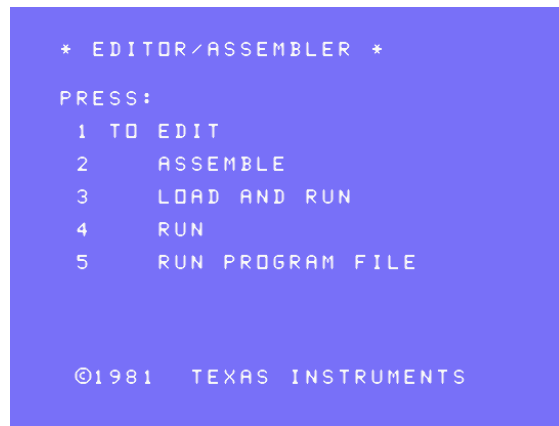 * EDITOR/ASSEMBLER *
PRESS:
1 TO EDIT
2 ASSEMBLE
3 LOAD AND RUN
4 RUN
5 RUN PROGRAM FILE
©1981 TEXAS INSTRUMENTS